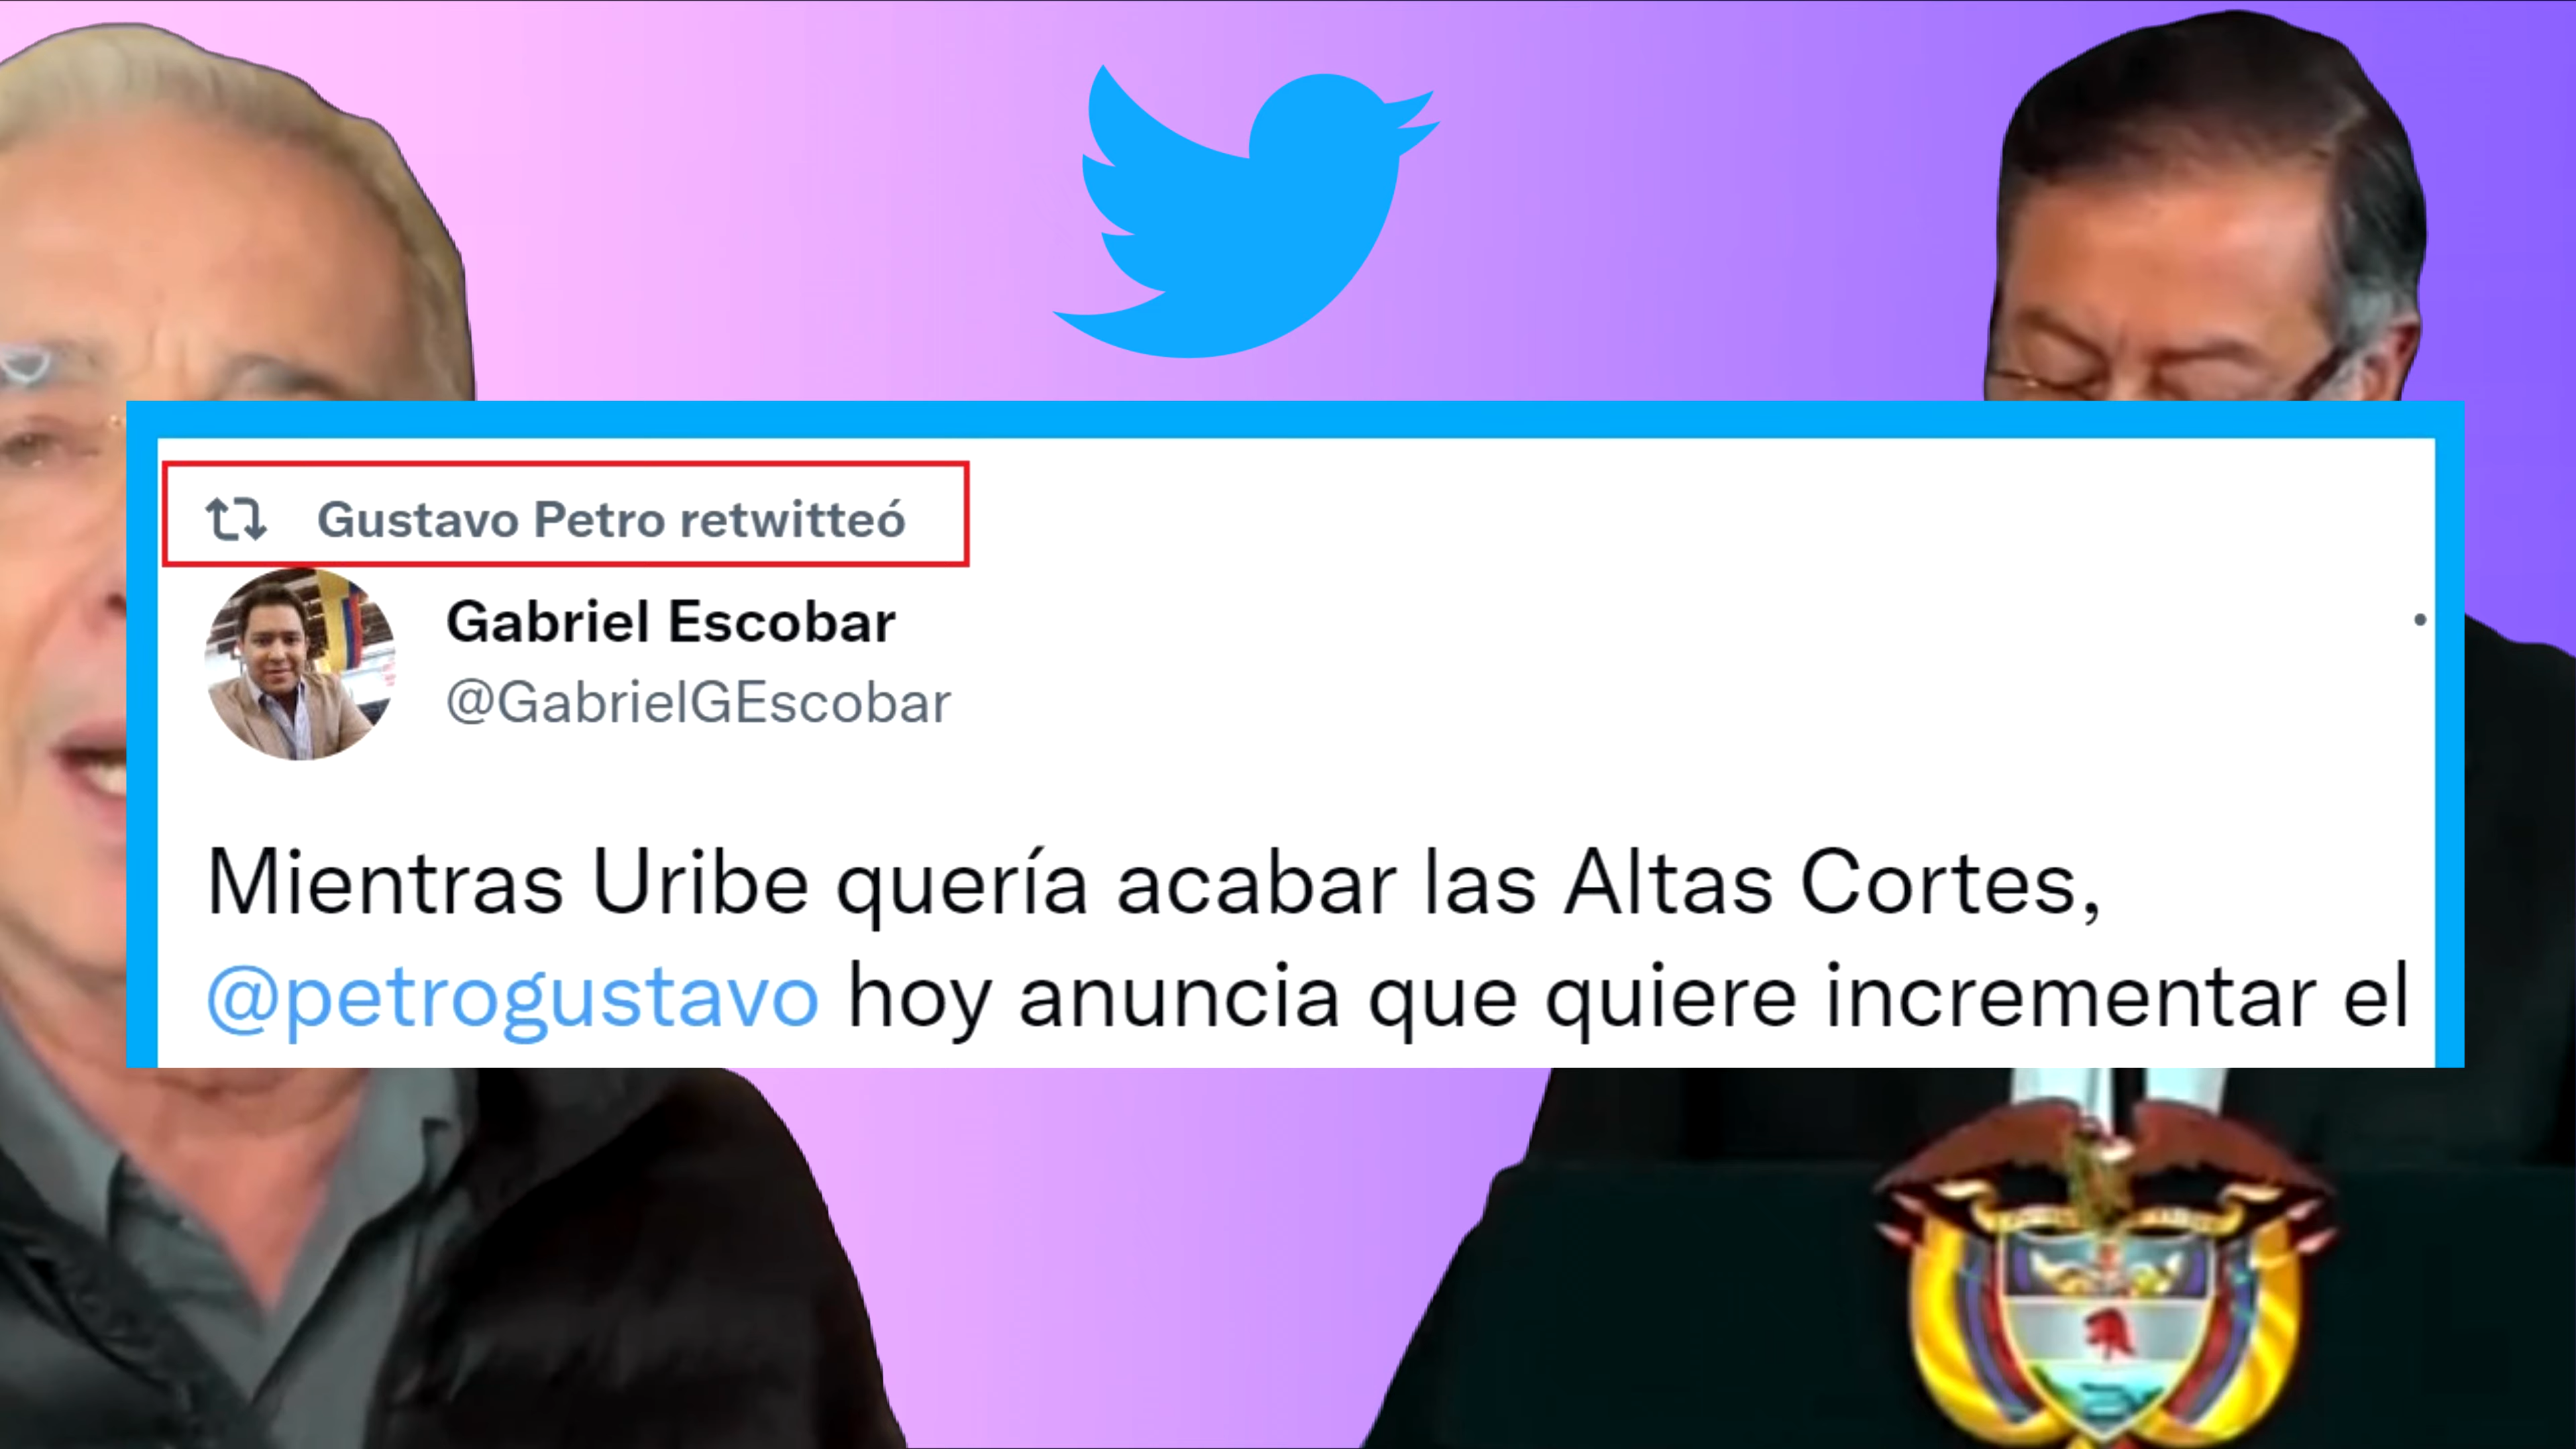 Gustavo Petro retwitteó
Gabriel Escobar
@GabrielGEscobar
Mientras Uribe quería acabar las Altas Cortes,
@petrogustavo hoy anuncia que quiere incrementar el